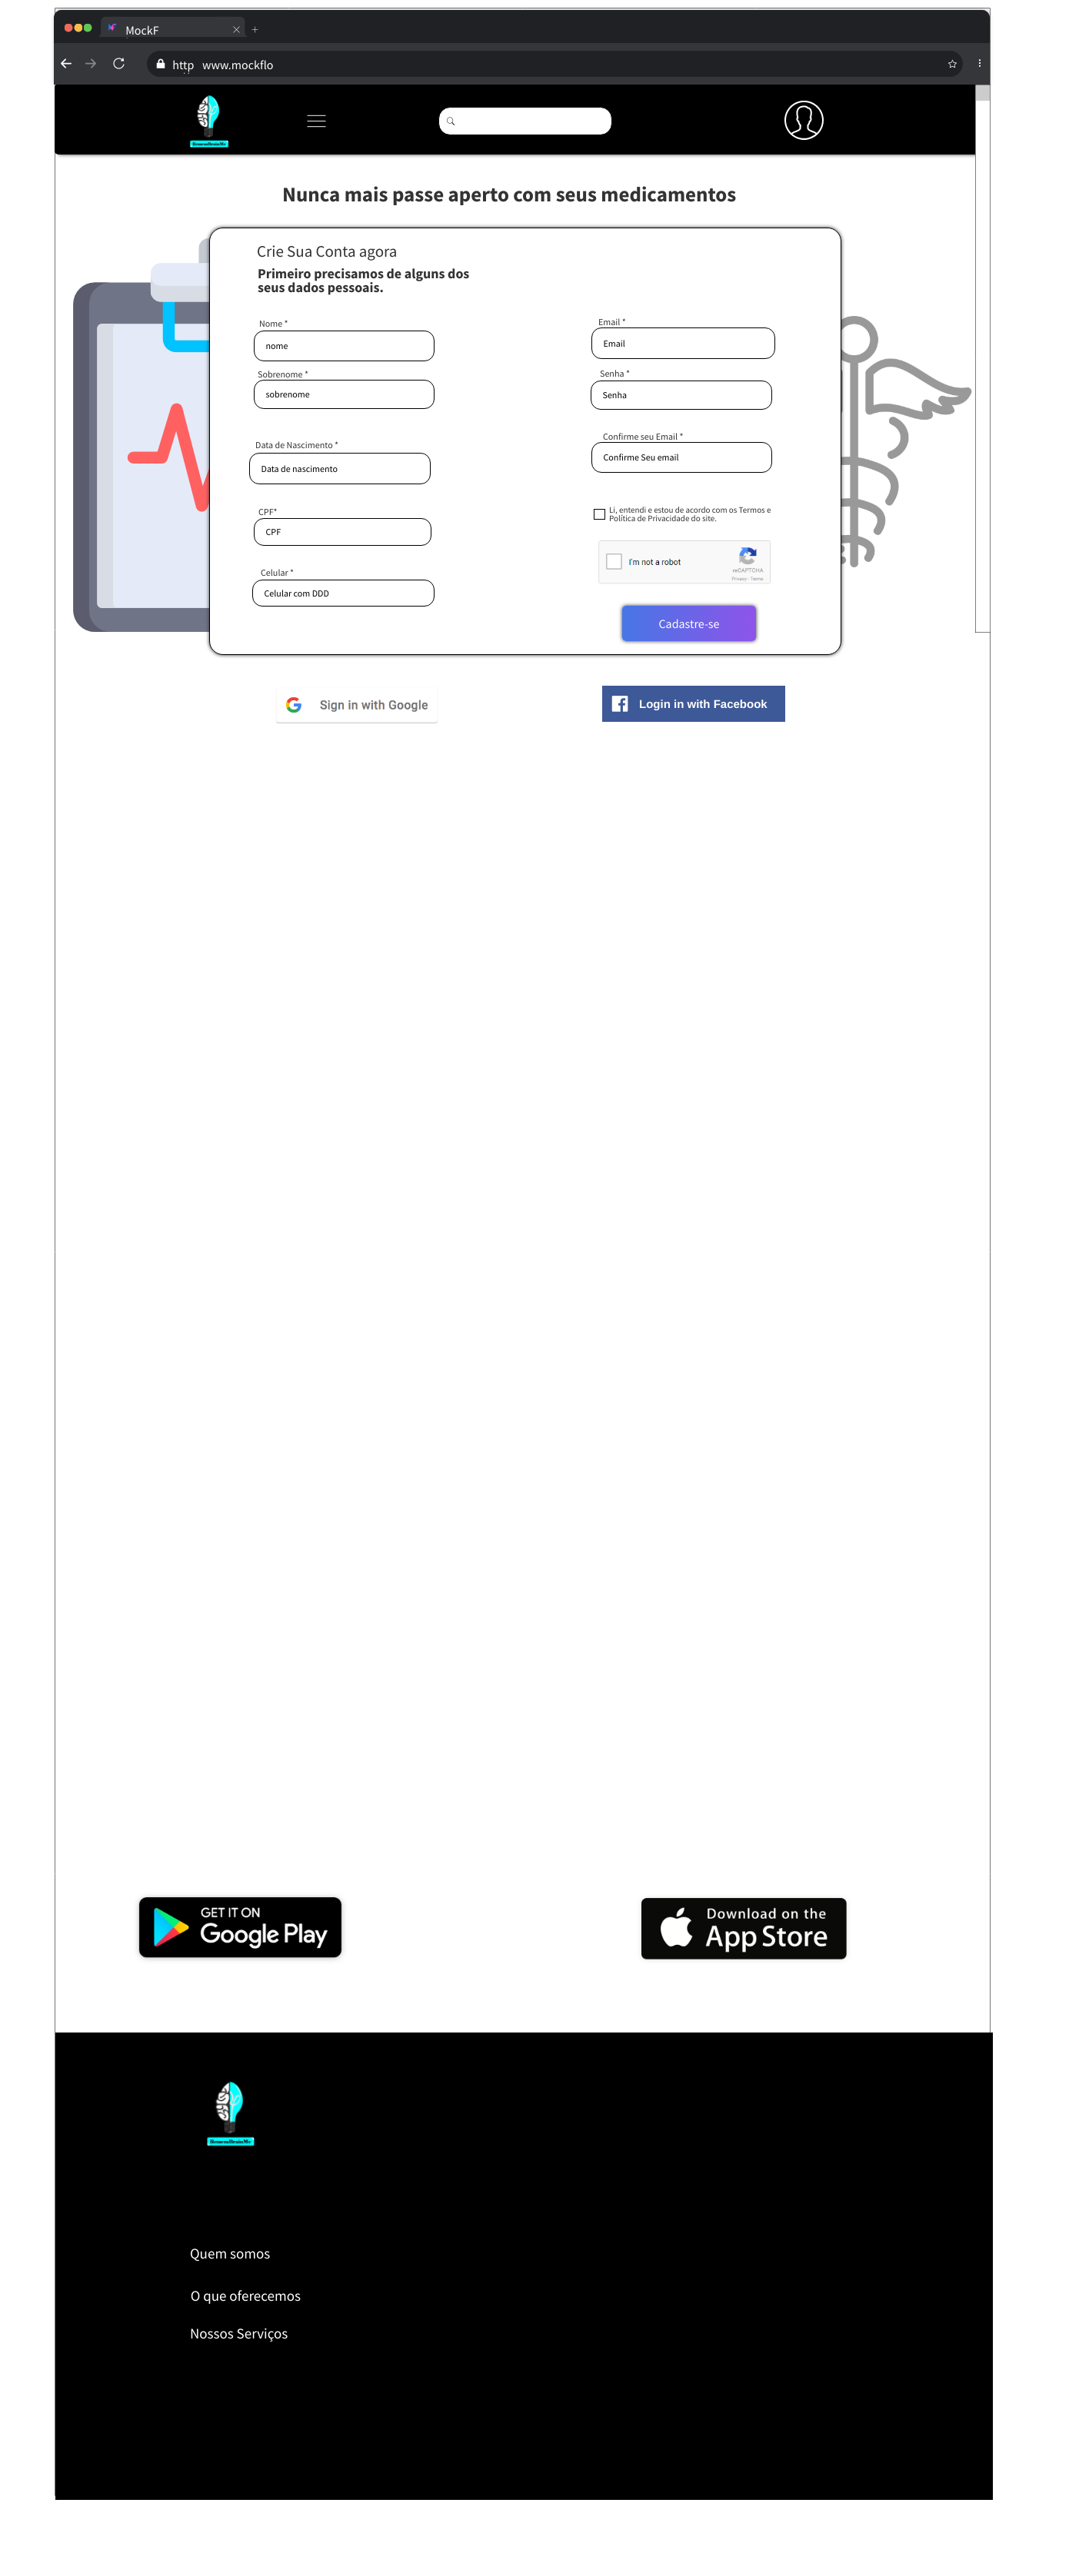 MockF
http www.mockflo
Nunca mais passe aperto com seus medicamentos
Crie Sua Conta agora
Primeiro precisamos de alguns dos
seus dados pessoais.
Nome *
nome
Sobrenome *
sobrenome
Data de Nascimento *
Data de nascimento
CPF*
CPF
Celular *
Celular com DDD
Email *
Email
Senha *
Senha
Confirme seu Email *
Confirme Seu email
Li, entendi e estou de acordo com os Termos e
Política de Privacidade do site.
I'm not a robot
reCAPTCHA
Privacy - Terms
Cadastre-se
Sign in with Google
Login in with Facebook
GET IT ON
Google Play
Download on the
App Store
Quem somos
O que oferecemos
Nossos Serviços